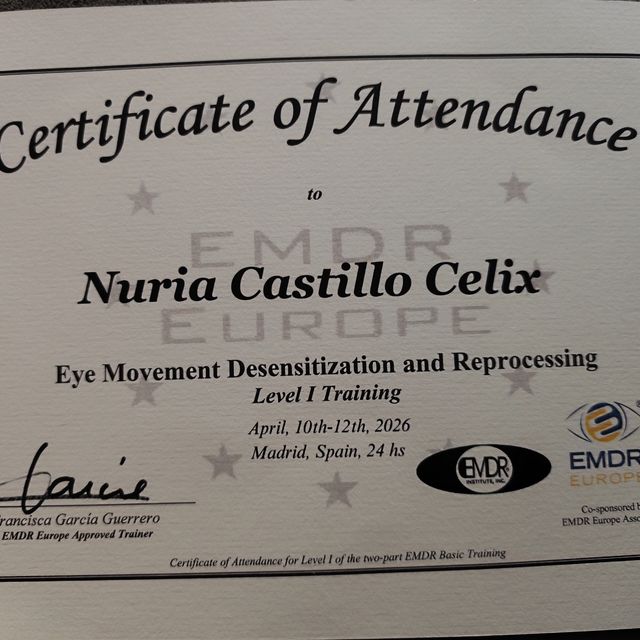 Certificate of Attendance
to
EMDR
Nuria Castillo Celix
EUROPE
Eye Movement Desensitization and Reprocessing
Level I Training
April, 10th-12th, 2026
Madrid, Spain, 24 hs
EMDR
INSTITUTE, INC.
EMDR
EUROPE
García Guerrero
EMDR Europe Approved Trainer
Co-sponsored
EMDR Europe
Certificate of Attendance for Level I of the two-part EMDR Basic Training